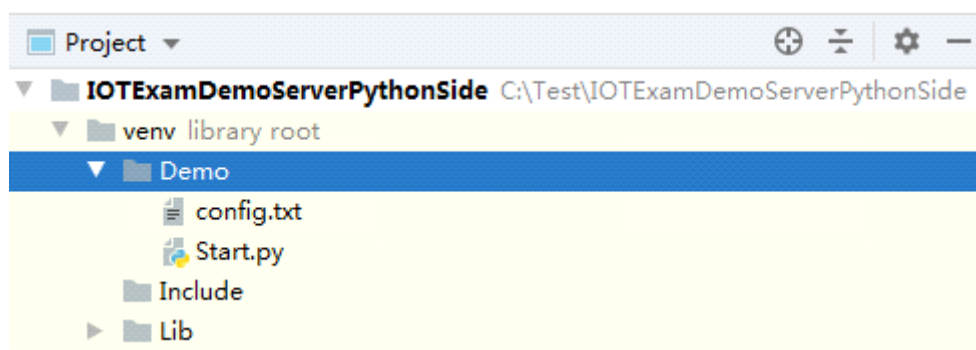 Project
IOTExamDemoServerPythonSide C:\Test\IOTExamDemoServerPythonSide
venv library root
Demo
config.txt
Start.py
Include
Lib